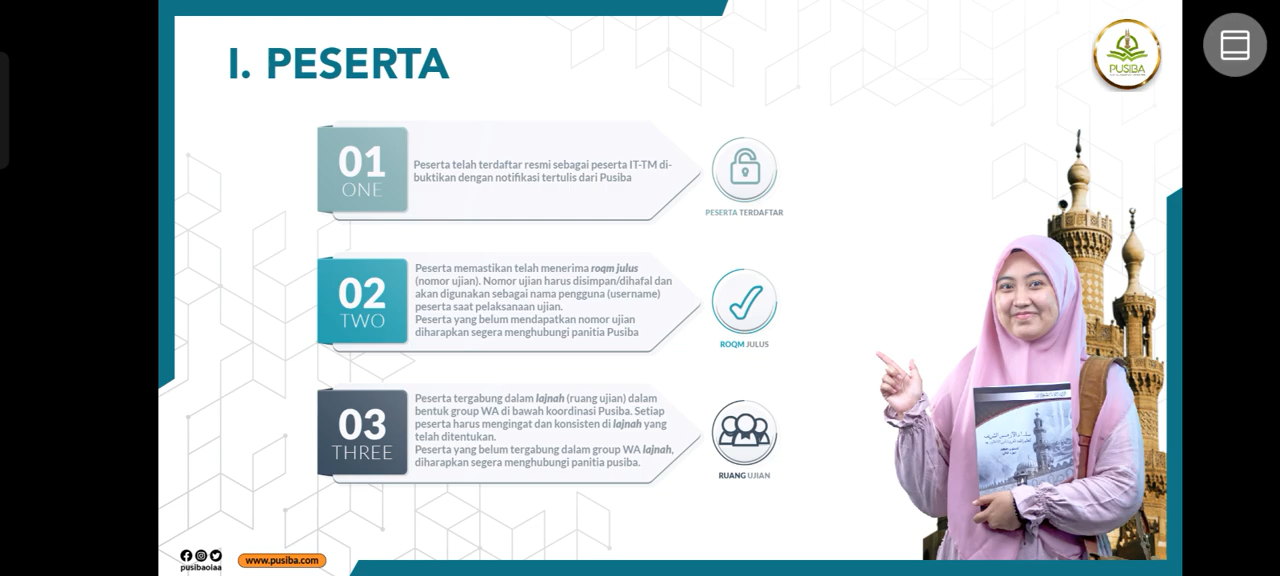 I. PESERTA
PUSIBA
01
ONE
Peserta telah terdaftar resmi sebagai peserta IT-TM di-
buktikan dengan notifikasi tertulis dari Pusiba
PESERTA TERDAFTAR
02
TWO
Peserta memastikan telah menerima roqm julus
(nomor ujian). Nomor ujian harus disimpan/dihafal dan
akan digunakan sebagai nama pengguna (username)
peserta saat pelaksanaan ujian.
Peserta yang belum mendapatkan nomor ujian
diharapkan segera menghubungi panitia Pusiba
ROQM JULUS
03
THREE
Peserta tergabung dalam lajnah (ruang ujian) dalam
bentuk group WA di bawah koordinasi Pusiba. Setiap
peserta harus mengingat dan konsisten di lajnah yang
telah ditentukan.
Peserta yang belum tergabung dalam group WA lajnah,
diharapkan segera menghubungi panitia pusiba.
RUANG UJIAN
pusibaoiaa
www.pusiba.com